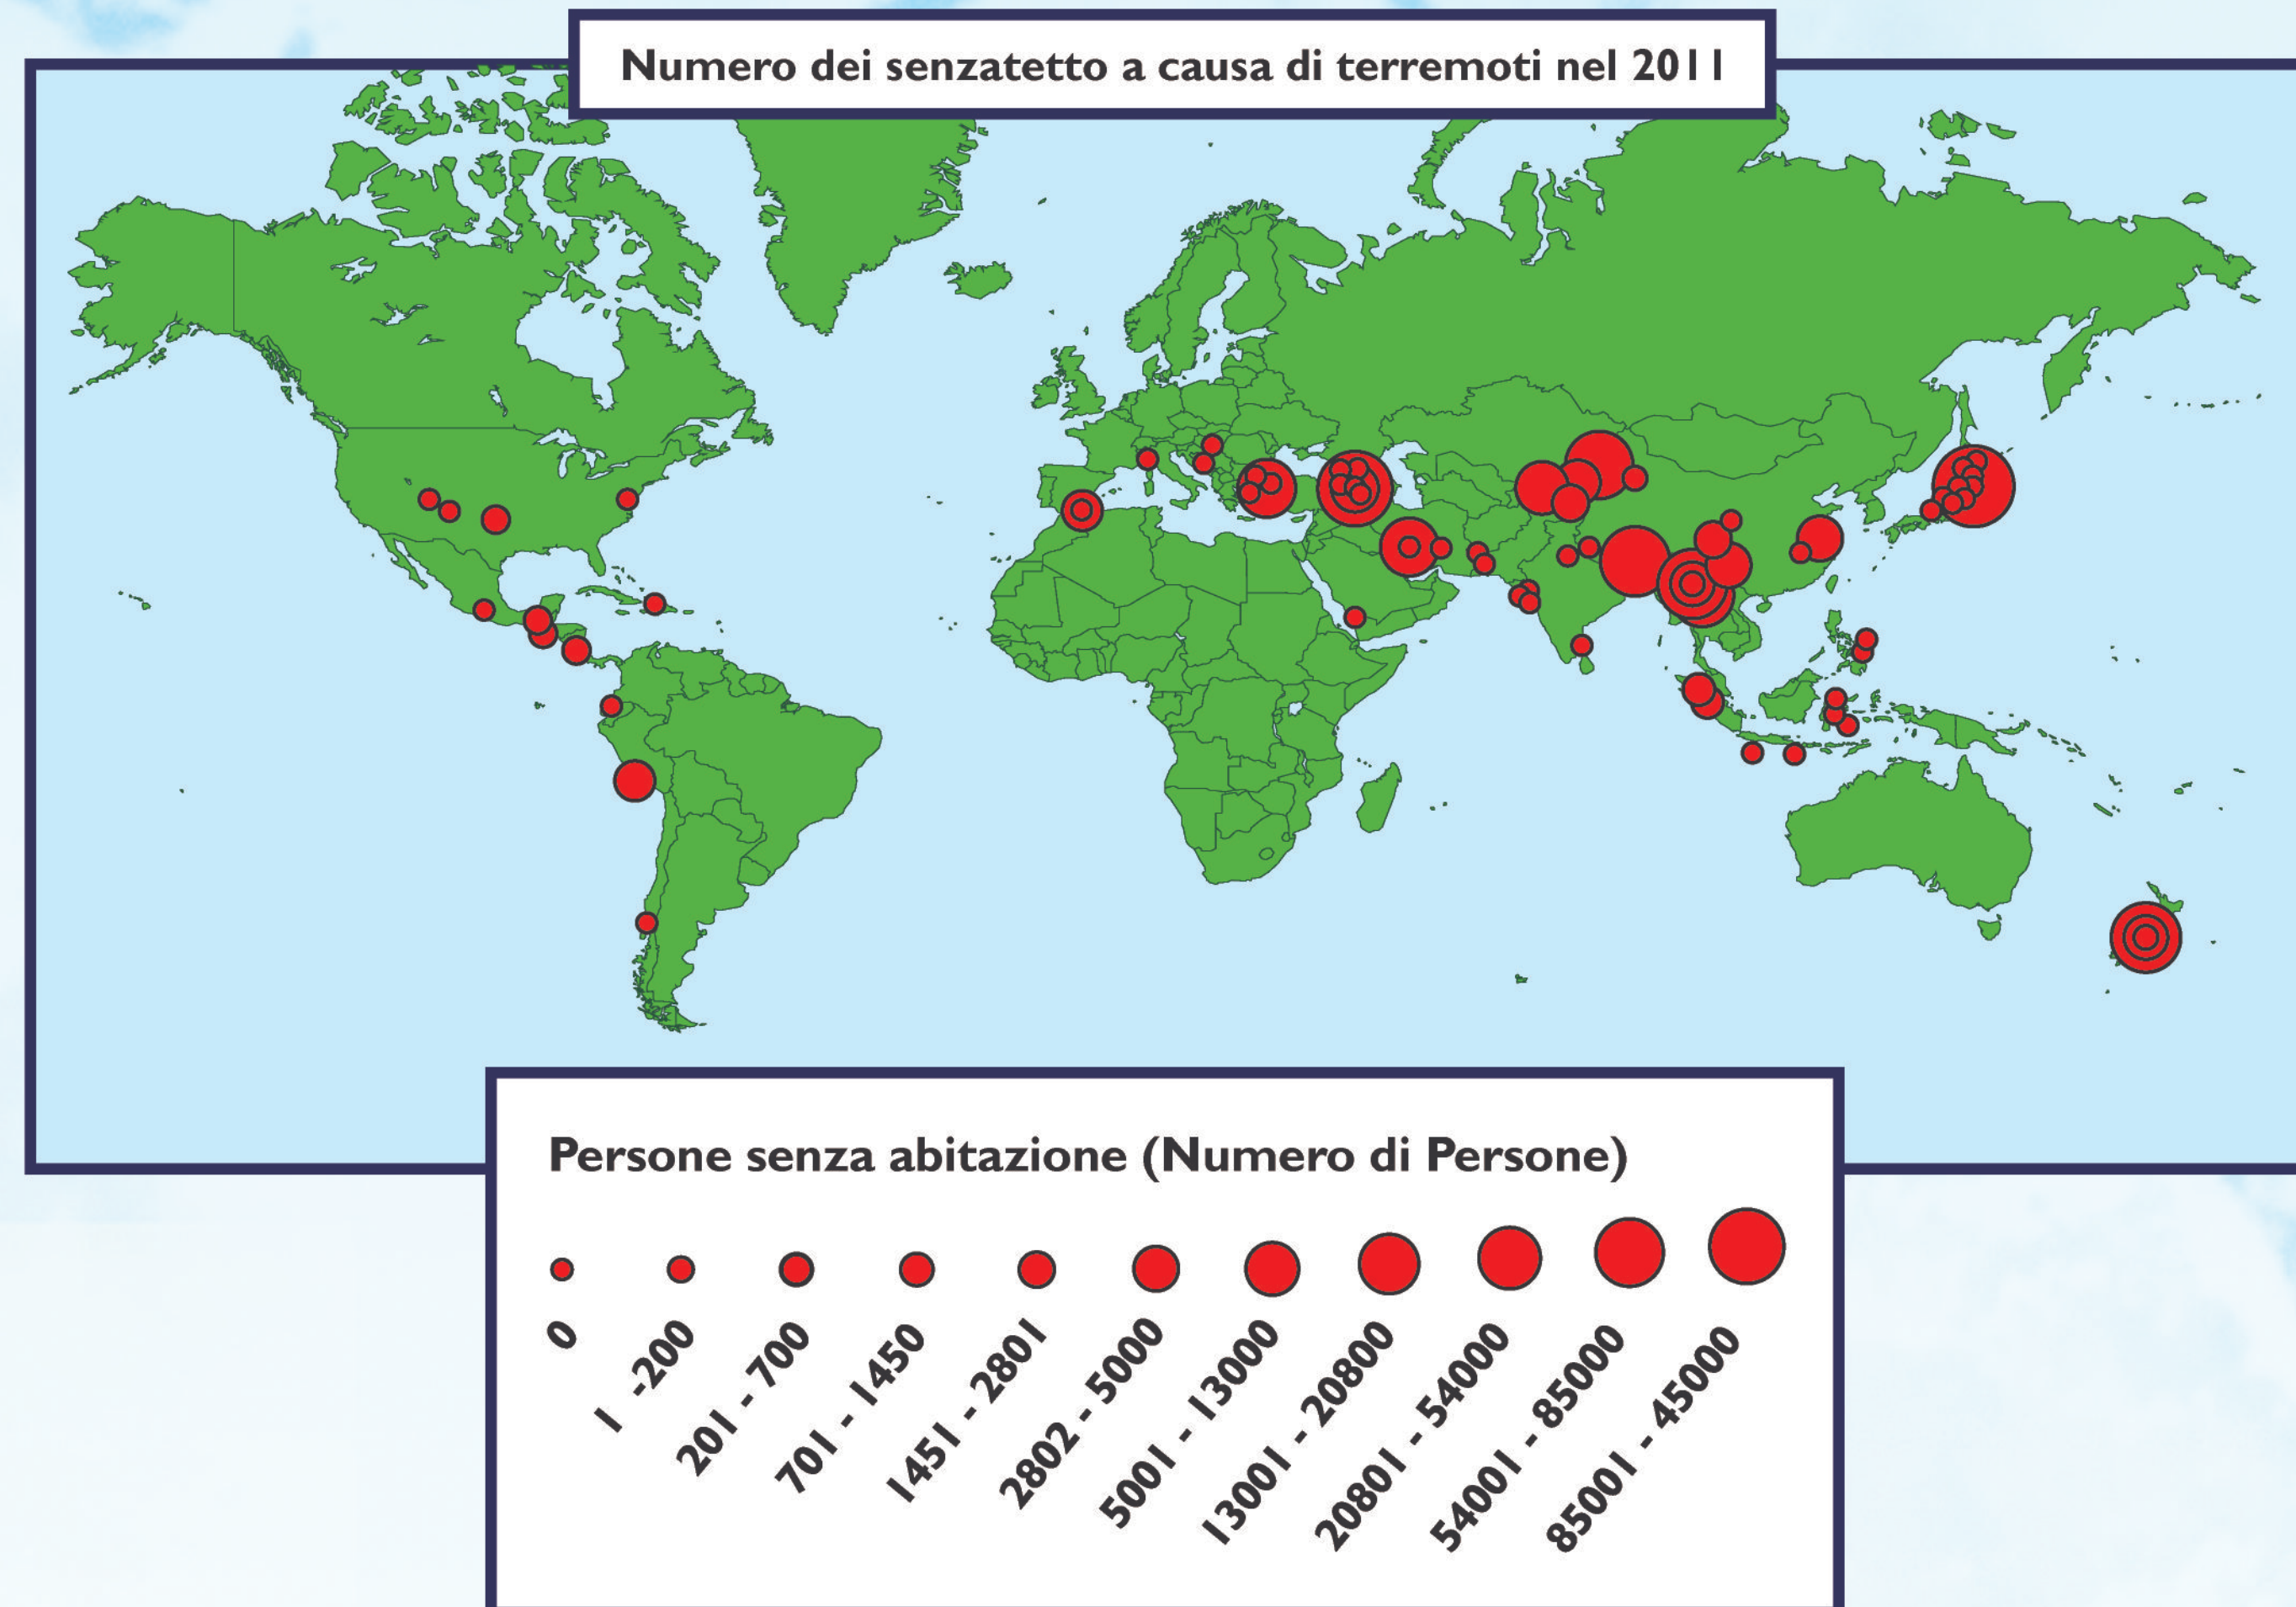 Numero dei senzatetto a causa di terremoti nel 2011
Persone senza abitazione (Numero di Persone)
0
1 -200
201 - 700
701 - 1450
1451 - 2801
2802 - 5000
5001 - 13000
13001 - 20800
20801 - 54000
54001 - 85000
85001 - 45000